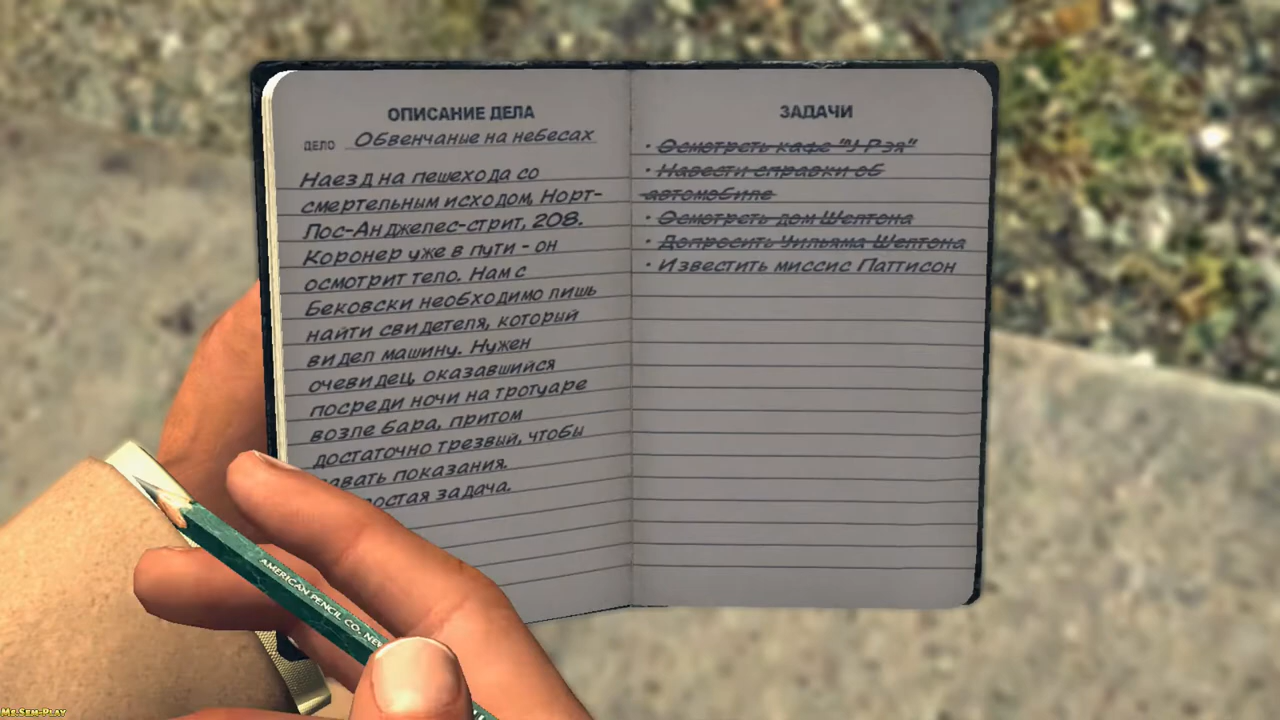 ОПИСАНИЕ ДЕЛА
ДЕЛО Обвенчаные на небесах
Наезд на пешехода со
смертельным исходом, Норт-
Лос-Анджелес-стрит, 208.
Коронер уже в пути - он
осмотрит тело. Нам с
Бековски необходимо лишь
найти свидетеля, который
видел машину. Нужен
очевидец, оказавшийся
посреди ночи на тротуаре
возле бара, притом
достаточно трезвый, чтобы
давать показания.
простая задача.
ЗАДАЧИ
· Осмотреть кафе "У Рэя"
· Навести справки об
автомобиле
· Осмотреть дом Шелтона
· Допросить Уильяма Шелтона
· Известить миссис Паттисон
AMERICAN PENCIL CO. NEW
Ms.Sem-Play